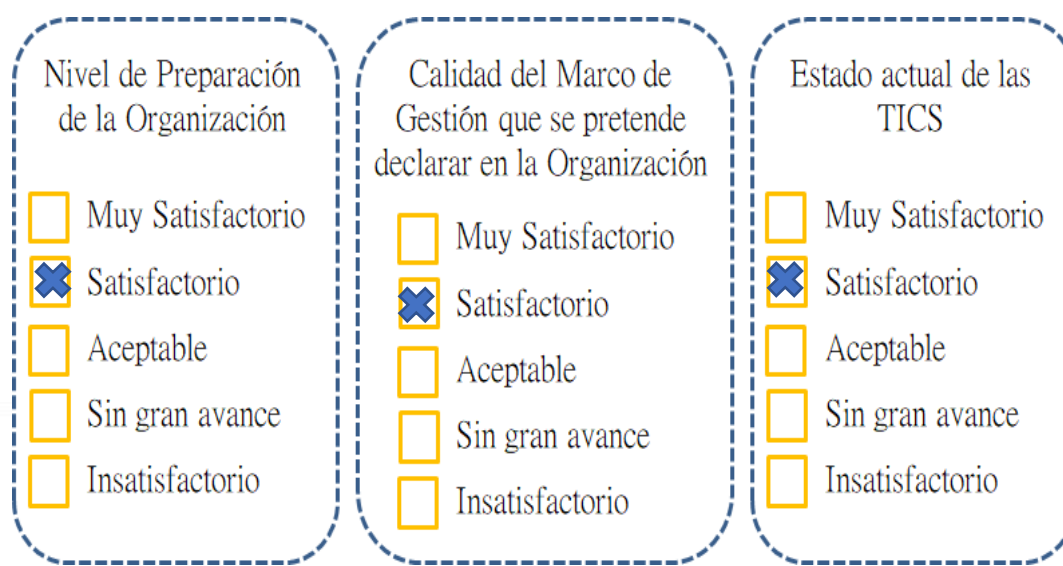 Nivel de Preparación
de la Organización
Muy Satisfactorio
Satisfactorio
Aceptable
Sin gran avance
Insatisfactorio
Calidad del Marco de
Gestión que se pretende
declarar en la Organización
Muy Satisfactorio
Satisfactorio
Aceptable
Sin gran avance
Insatisfactorio
Estado actual de las
TICS
Muy Satisfactorio
Satisfactorio
Aceptable
Sin gran avance
Insatisfactorio